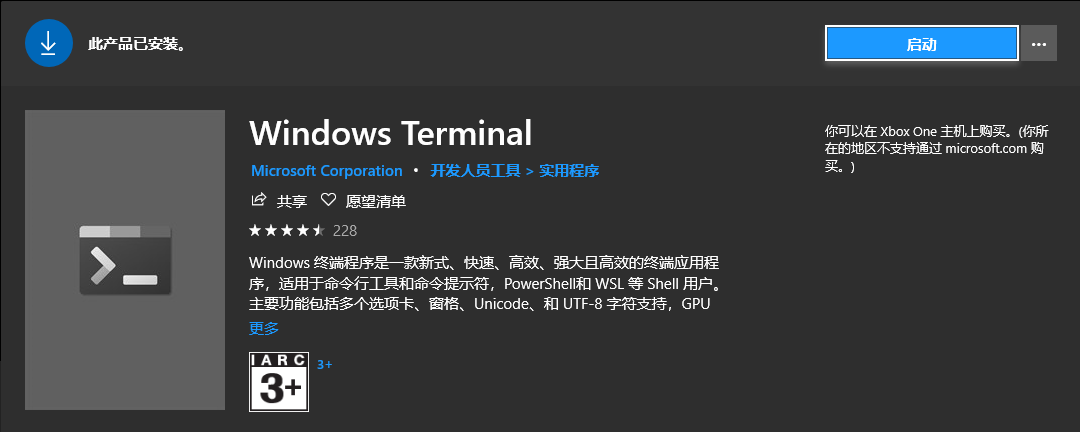 此产品已安装。
启动
Windows Terminal
Microsoft Corporation • 开发人员工具 > 实用程序
共享 愿望清单
228
Windows 终端程序是一款新式、快速、高效、强大且高效的终端应用程
序，适用于命令行工具和命令提示符，PowerShell和 WSL 等 Shell 用户。
主要功能包括多个选项卡、窗格、Unicode、和 UTF-8 字符支持，GPU
更多
IARC
3+
3+
你可以在 Xbox One 主机上购买。(你所
在的地区不支持通过 microsoft.com 购
买。)